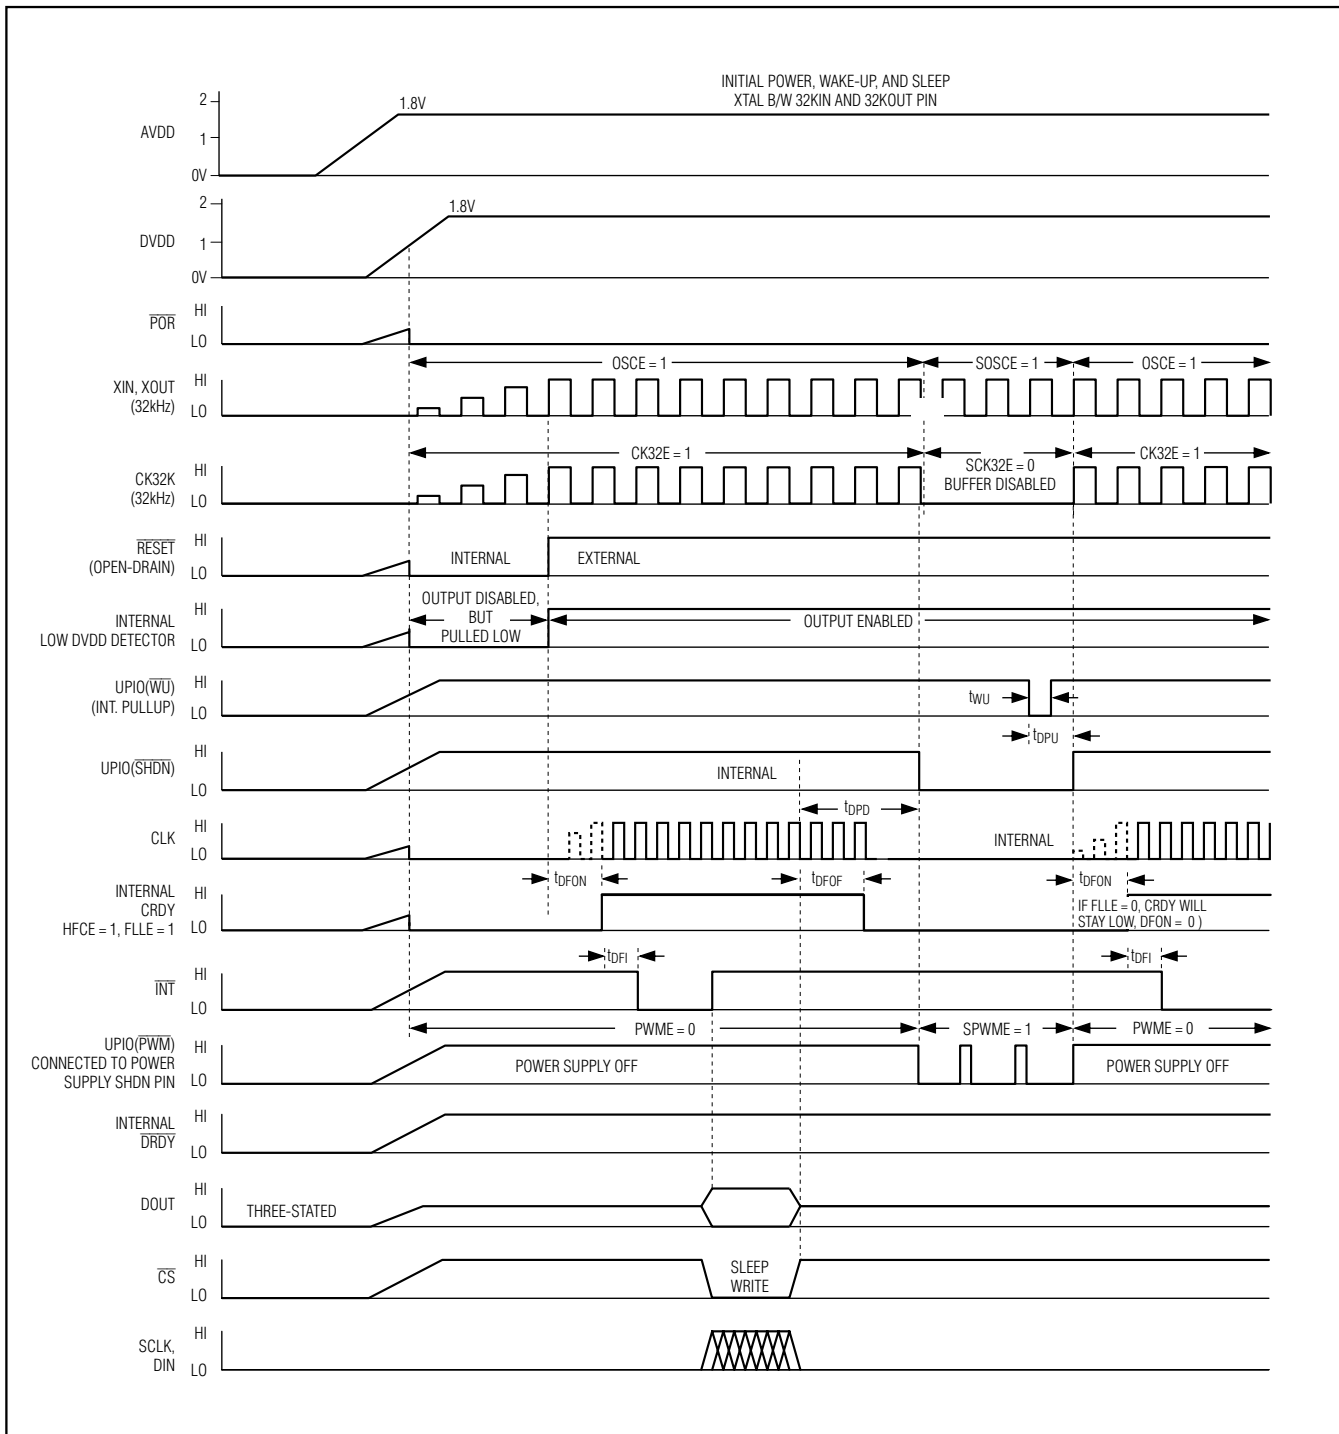 INITIAL POWER, WAKE-UP, AND SLEEP
XTAL B/W 32KIN AND 32KOUT PIN
AVDD
2
1
0V
1.8V
DVDD
2
1
0V
1.8V
POR
HI
LO
XIN, XOUT
(32kHz)
HI
LO
OSCE = 1
SOSCE = 1
OSCE = 1
CK32K
(32kHz)
HI
LO
CK32E = 1
SCK32E = 0
BUFFER DISABLED
CK32E = 1
RESET
(OPEN-DRAIN)
HI
LO
INTERNAL
EXTERNAL
INTERNAL
LOW DVDD DETECTOR
HI
LO
OUTPUT DISABLED,
BUT
PULLED LOW
OUTPUT ENABLED
UPIO(WU)
(INT. PULLUP)
HI
LO
tWU
tDPU
UPIO(SHDN)
HI
LO
INTERNAL
tDPD
CLK
HI
LO
INTERNAL
tDFON
tDFOF
tDFON
INTERNAL
CRDY
HFCE = 1, FLLE = 1
HI
LO
IF FLLE = 0, CRDY WILL
STAY LOW, DFON = 0 )
tDFI
tDFI
INT
HI
LO
PWME = 0
SPWME = 1
PWME = 0
UPIO(PWM)
CONNECTED TO POWER
SUPPLY SHDN PIN
HI
LO
POWER SUPPLY OFF
POWER SUPPLY OFF
INTERNAL
DRDY
HI
LO
DOUT
HI
LO
THREE-STATED
CS
HI
LO
SLEEP
WRITE
SCLK,
DIN
HI
LO